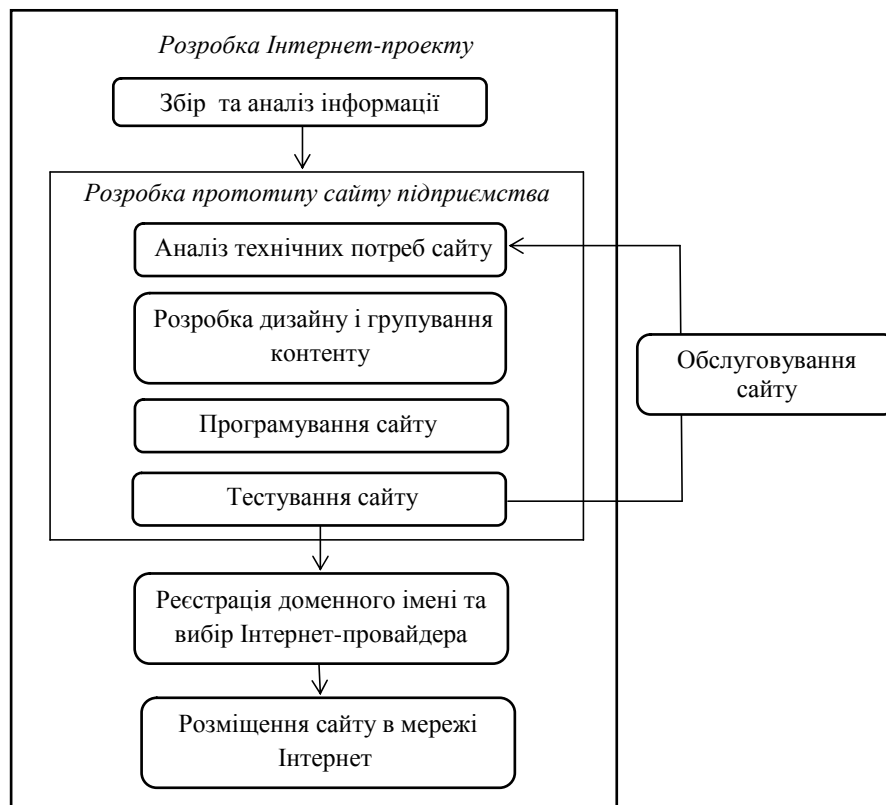 Розробка Інтернет-проекту
Збір та аналіз інформації
Розробка прототипу сайту підприємства
Аналіз технічних потреб сайту
Розробка дизайну і групування
контенту
Програмування сайту
Тестування сайту
Обслуговування
сайту
Реєстрація доменного імені та
вибір Інтернет-провайдера
Розміщення сайту в мережі
Інтернет